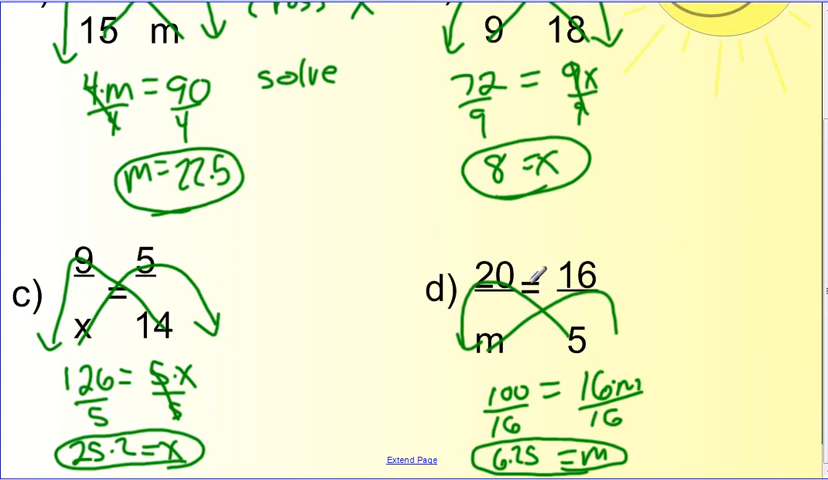 15 m
4·m = 90
4 4
solve
m = 22.5
9 18
72 = 9x
9 9
8 = x
c) 9 = 5
x 14
126 = 5·x
5 5
25.2 = x
d) 20 = 16
m 5
100 = 16·m
16 16
6.25 = m
Extend Page